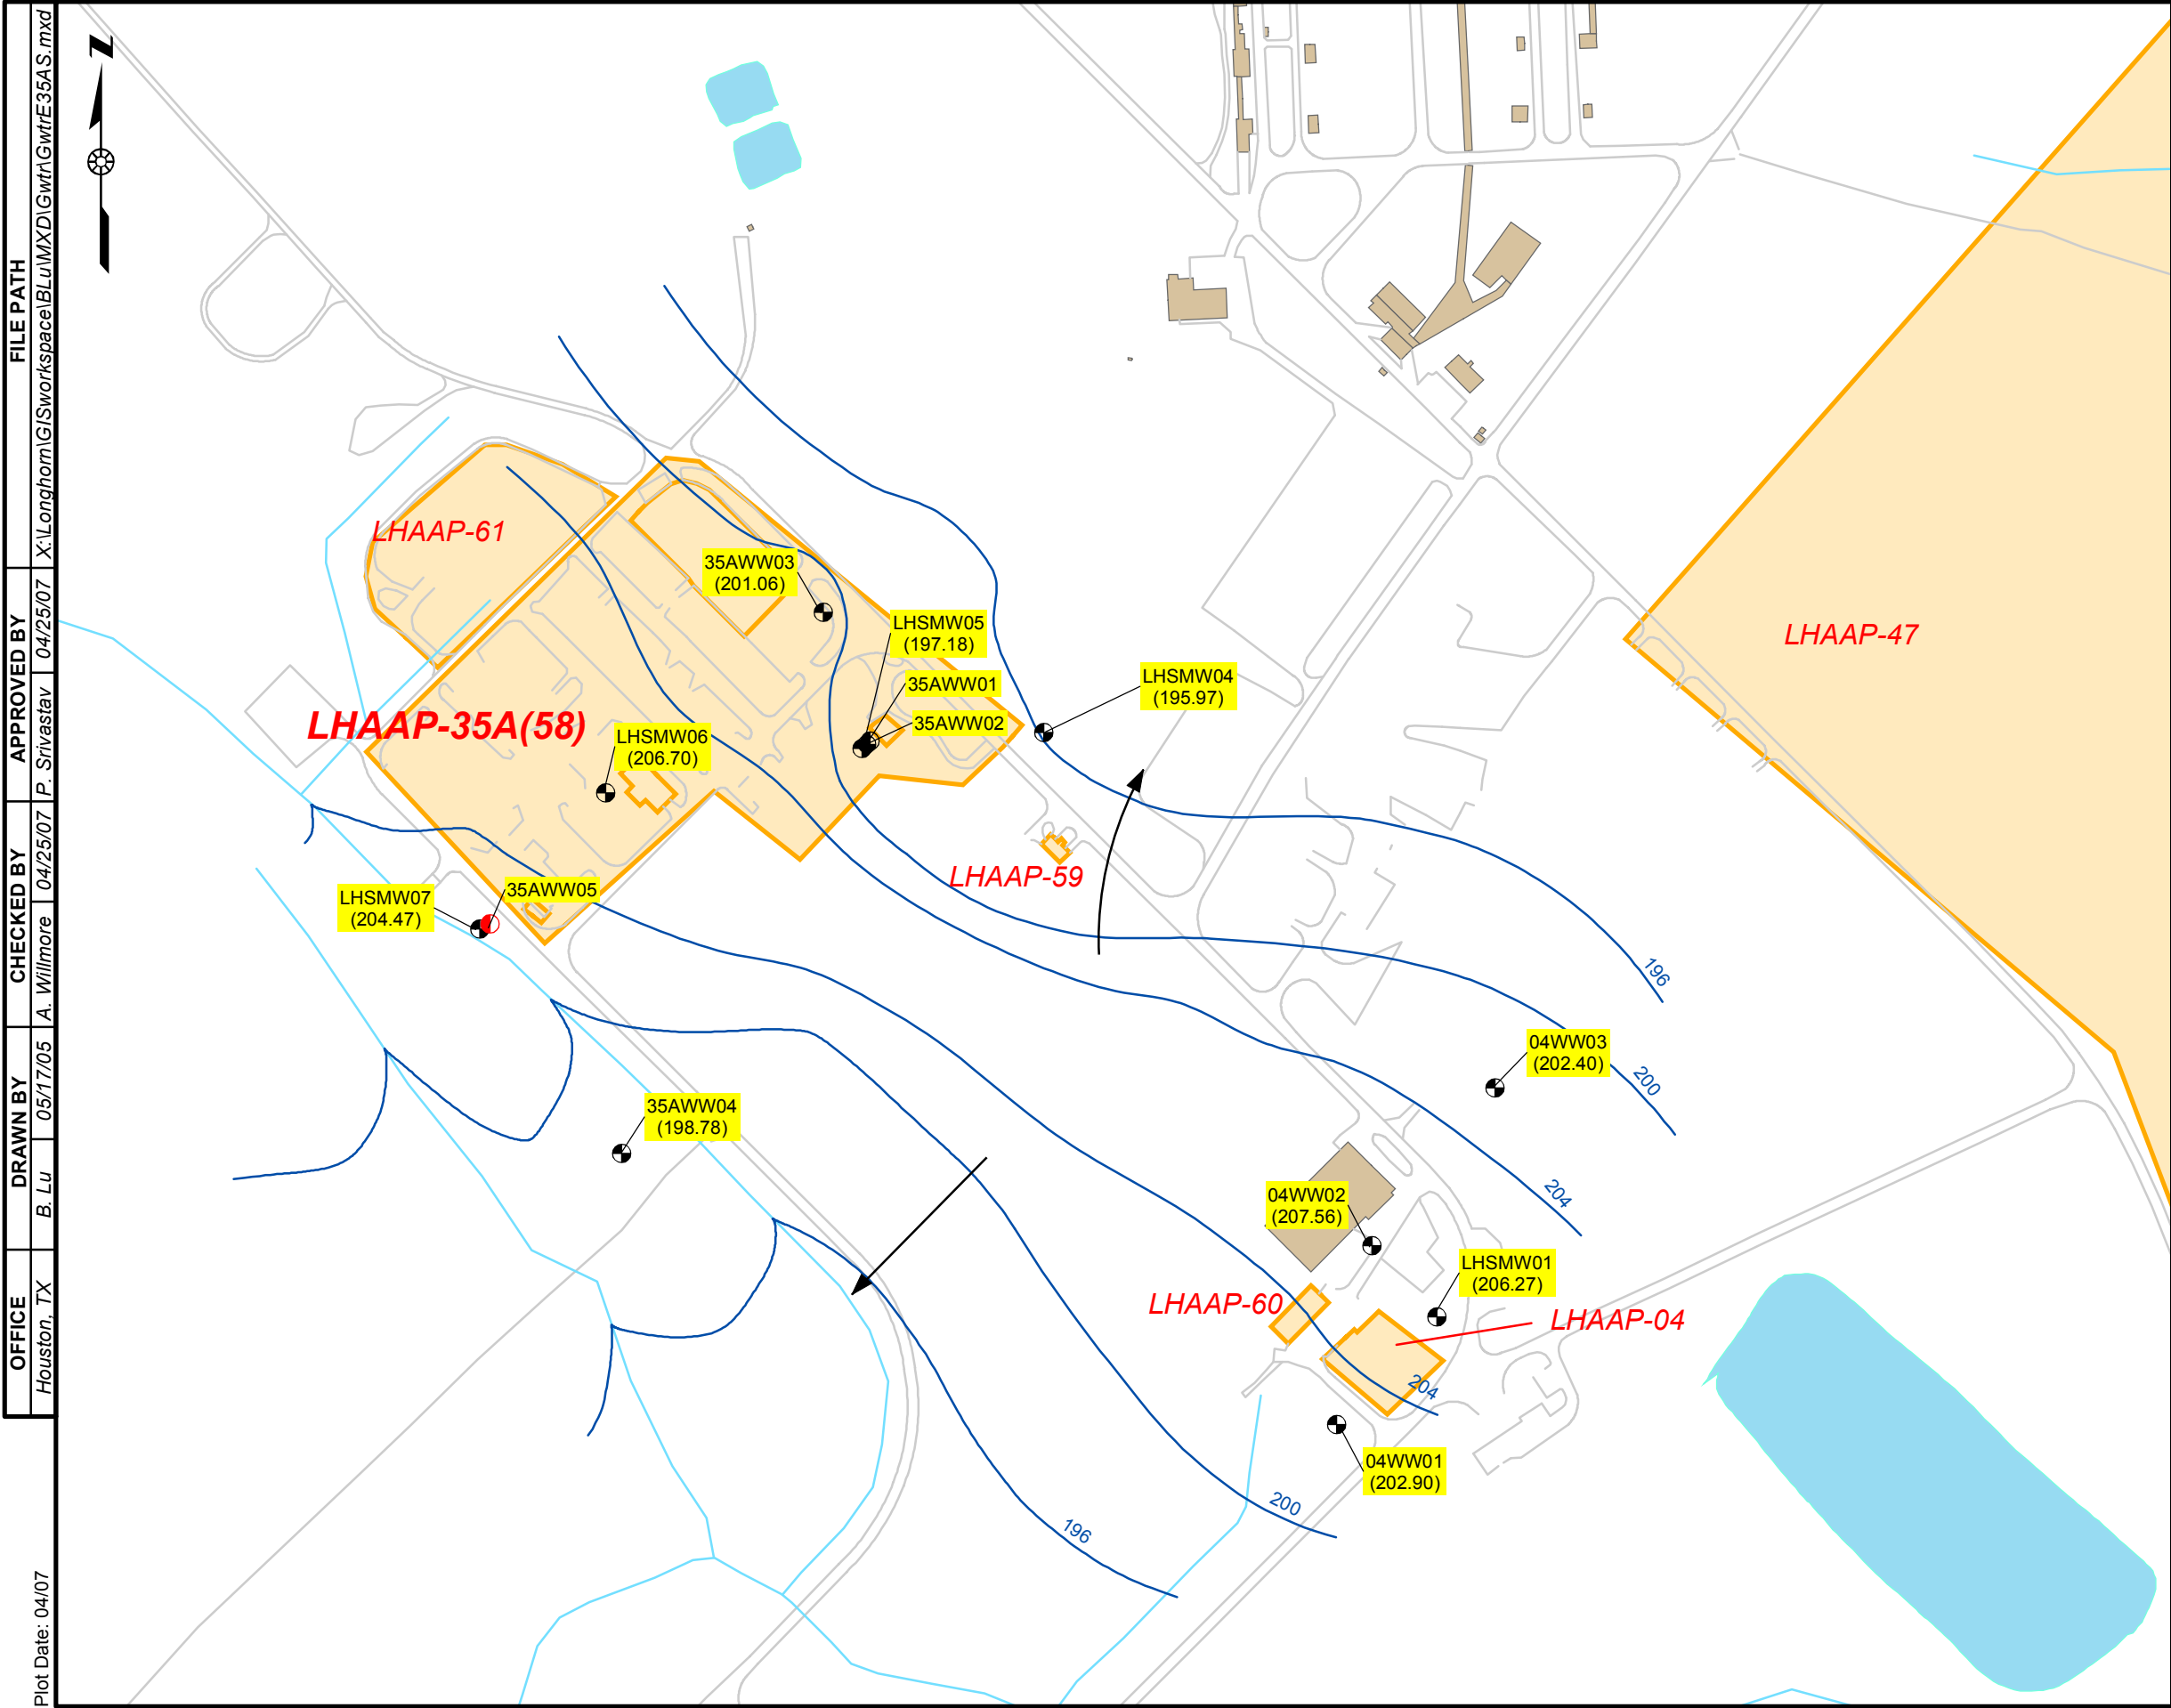 FILE PATH
X:\Longhorn\GISworkspace\BLu\MXD\Gwtr\GwtrE35AS.mxd
APPROVED BY
P. Srivastav 04/25/07
CHECKED BY
A. Willmore 04/25/07
DRAWN BY
B. Lu 05/17/05
OFFICE
Houston, TX
Plot Date: 04/07
N
LHAAP-61
35AWW03
(201.06)
LHSMW05
(197.18)
35AWW01
35AWW02
LHSMW04
(195.97)
LHAAP-47
LHAAP-35A(58)
LHSMW06
(206.70)
LHAAP-59
LHSMW07
(204.47)
35AWW05
196
04WW03
(202.40)
200
35AWW04
(198.78)
204
04WW02
(207.56)
LHSMW01
(206.27)
LHAAP-60
LHAAP-04
204
04WW01
(202.90)
200
196